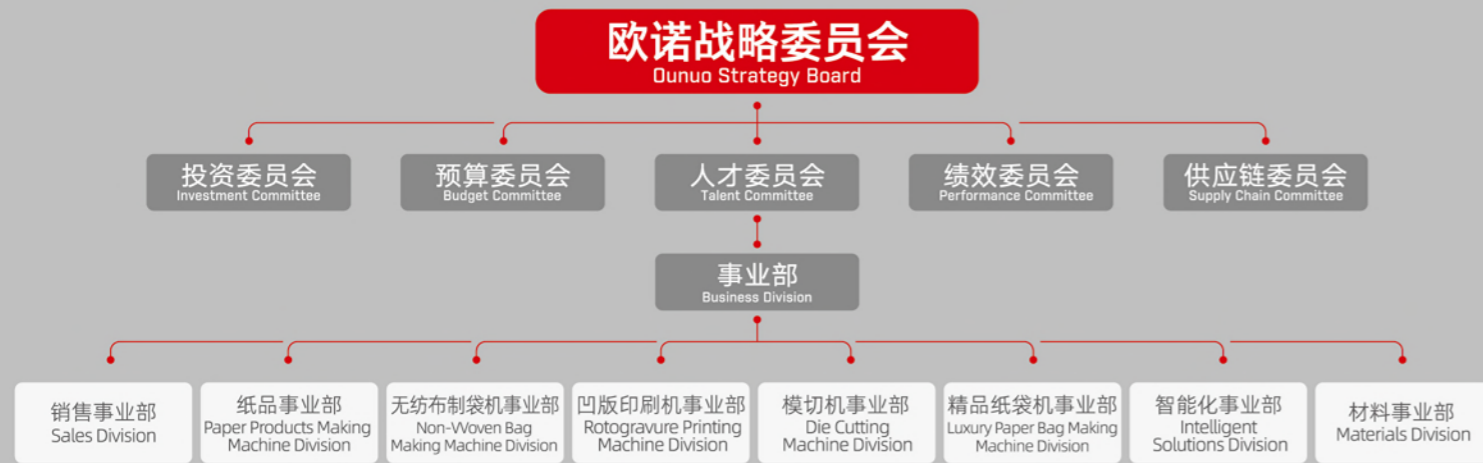 欧诺战略委员会
Ounuo Strategy Board
投资委员会
Investment Committee
预算委员会
Budget Committee
人才委员会
Talent Committee
绩效委员会
Performance Committee
供应链委员会
Supply Chain Committee
事业部
Business Division
销售事业部
Sales Division
纸品事业部
Paper Products Making
Machine Division
无纺布制袋机事业部
Non-Woven Bag
Making Machine Division
凹版印刷机事业部
Rotogravure Printing
Machine Division
模切机事业部
Die Cutting
Machine Division
精品纸袋机事业部
Luxury Paper Bag Making
Machine Division
智能化事业部
Intelligent
Solutions Division
材料事业部
Materials Division